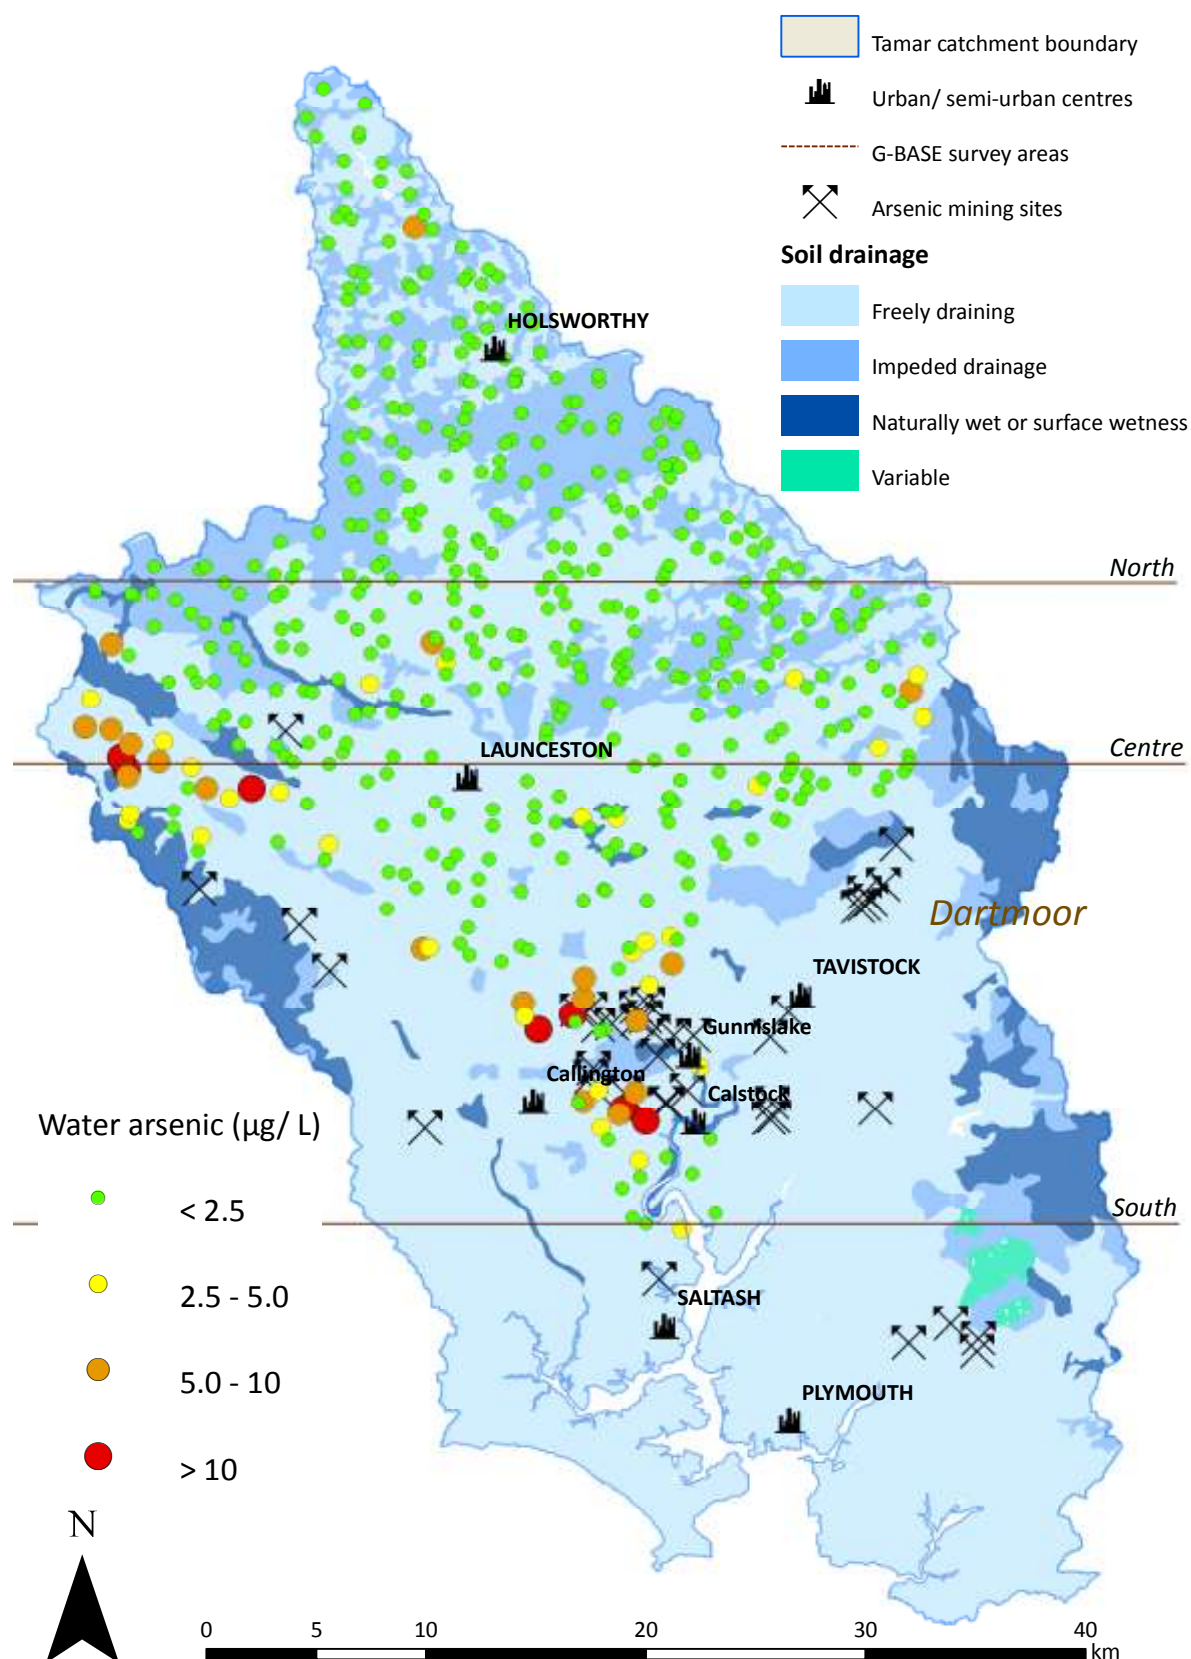 Tamar catchment boundary
Urban/ semi-urban centres
G-BASE survey areas
Arsenic mining sites
Soil drainage
Freely draining
Impeded drainage
Naturally wet or surface wetness
Variable
HOLSWORTHY
North
Centre
LAUNCESTON
Dartmoor
TAVISTOCK
Gunnislake
Callington
Calstock
South
SALTASH
PLYMOUTH
Water arsenic (µg/ L)
< 2.5
2.5 - 5.0
5.0 - 10
> 10
N
0 5 10 20 30 40
km